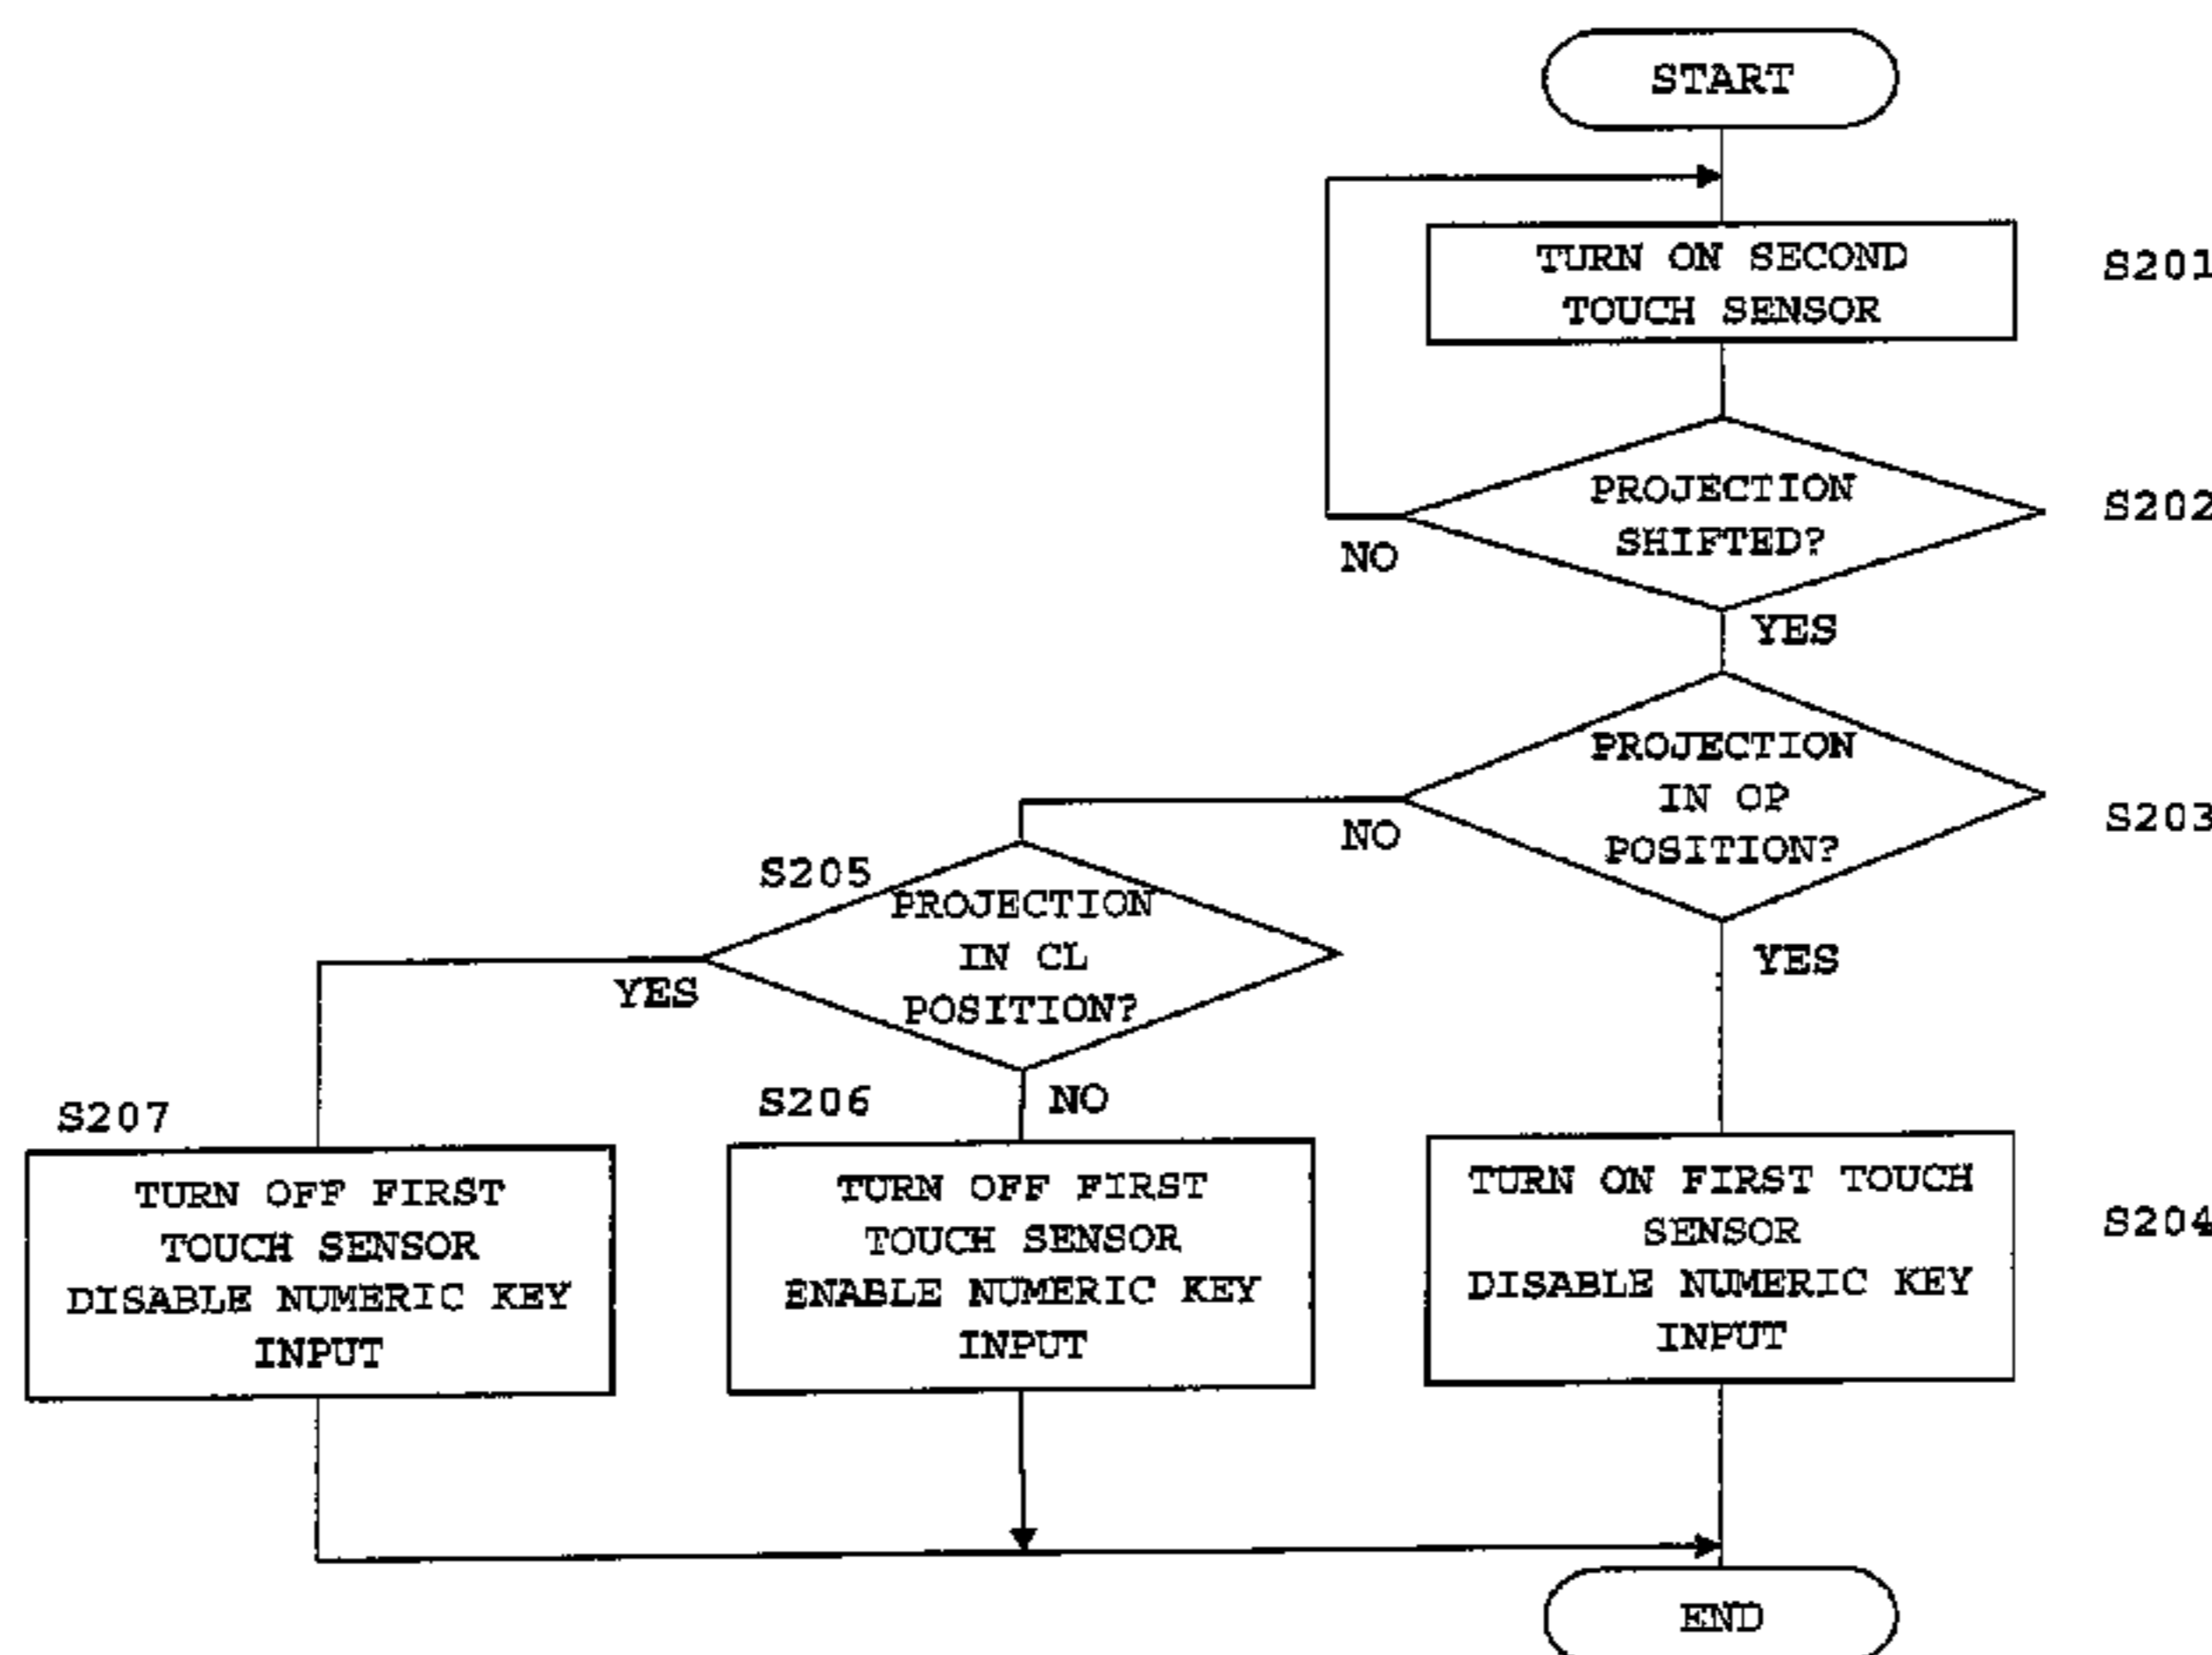 START
TURN ON SECOND
TOUCH SENSOR
S201
PROJECTION
SHIFTED?
S202
NO
YES
PROJECTION
IN OP
POSITION?
S203
NO
YES
S205
PROJECTION
IN CL
POSITION?
YES
NO
S207
TURN OFF FIRST
TOUCH SENSOR
DISABLE NUMERIC KEY
INPUT
S206
TURN OFF FIRST
TOUCH SENSOR
ENABLE NUMERIC KEY
INPUT
TURN ON FIRST TOUCH
SENSOR
DISABLE NUMERIC KEY
INPUT
S204
END